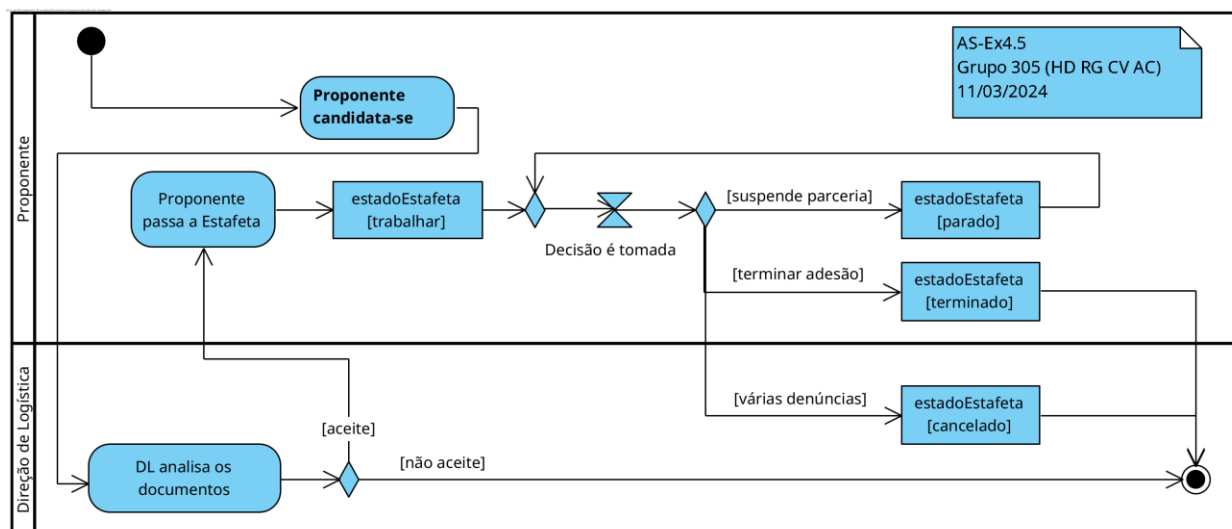 AS-Ex4.5
Grupo 305 (HD RG CV AC)
11/03/2024
Proponente
Proponente
candidata-se
Proponente
passa a Estafeta
estadoEstafeta
[trabalhar]
Decisão é tomada
[suspende parceria]
estadoEstafeta
[parado]
[terminar adesão]
estadoEstafeta
[terminado]
Direção de Logística
[várias denúncias]
estadoEstafeta
[cancelado]
[aceite]
DL analisa os
documentos
[não aceite]